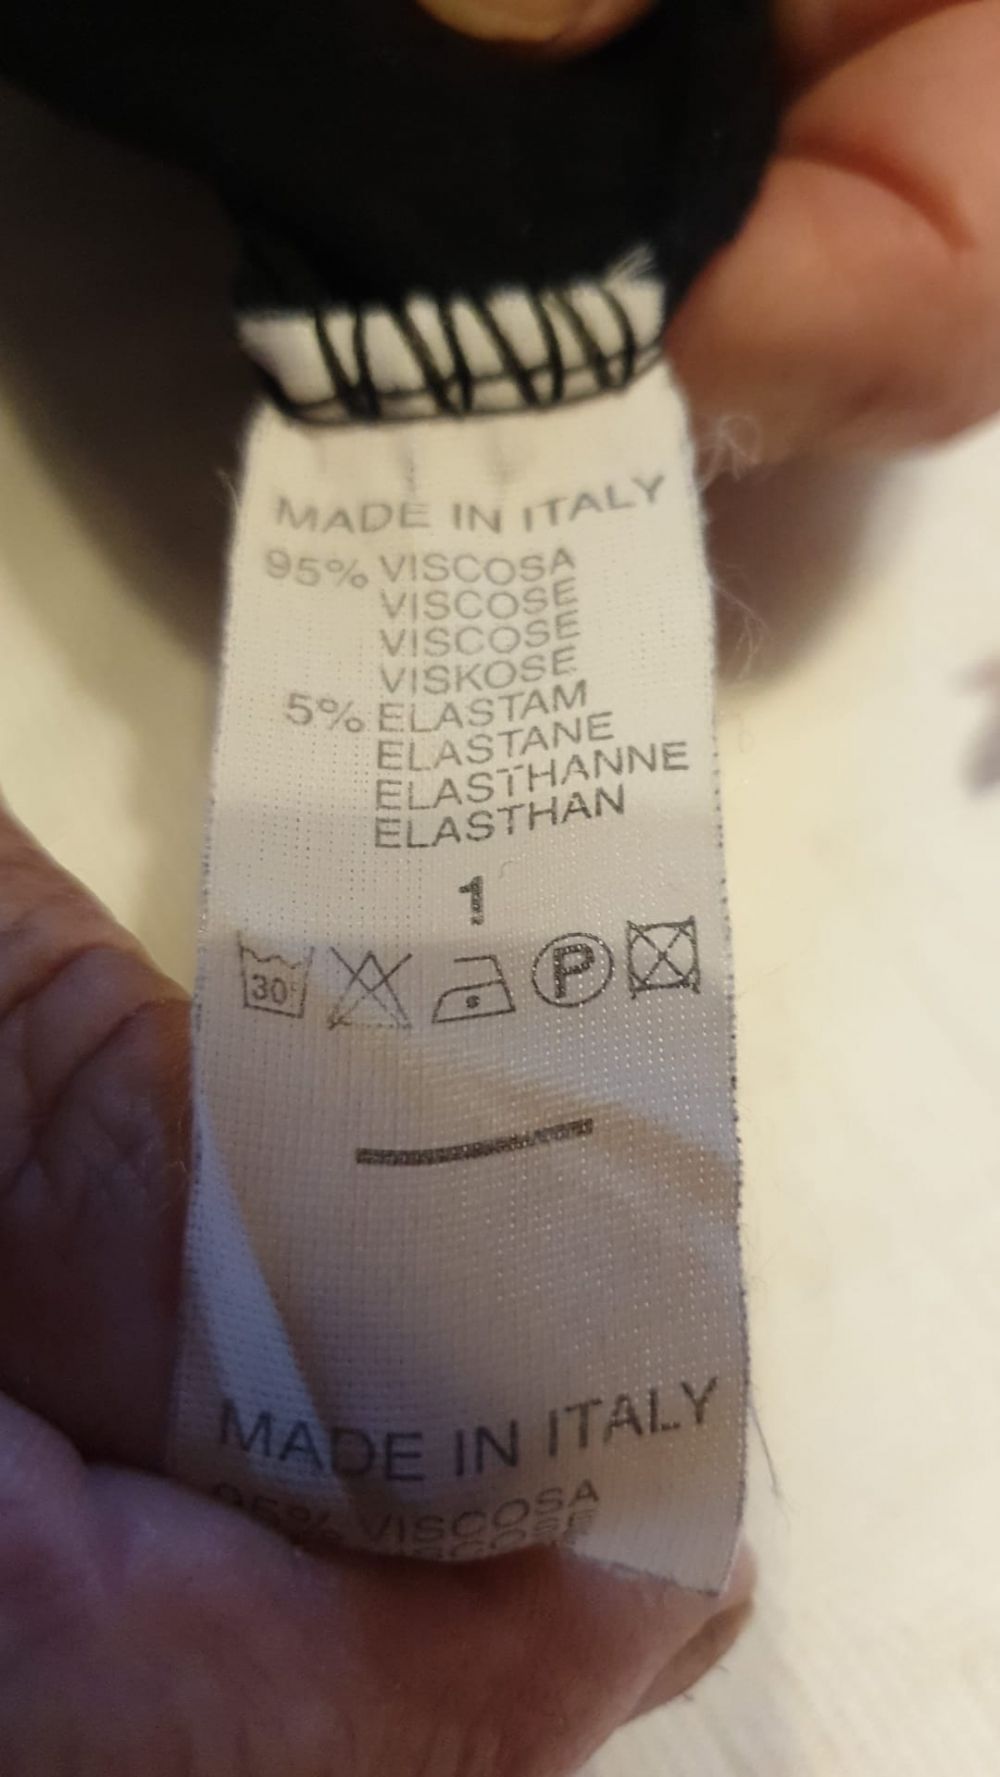 MADE IN ITALY
95% VISCOSA
VISCOSE
VISCOSE
VISKOSE
5% ELASTAM
ELASTANE
ELASTHANNE
ELASTHAN
1
30
P
MADE IN ITALY
95% VISCOSA